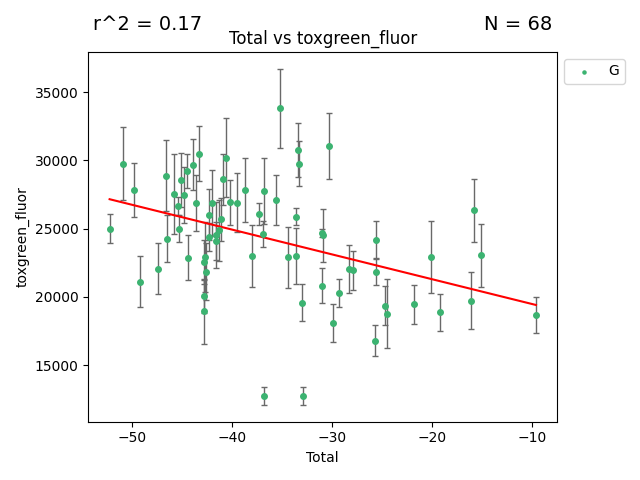 r^2 = 0.17
N = 68
Total vs toxgreen_fluor
G
toxgreen_fluor
35000
30000
25000
20000
15000
−50 −40 −30 −20 −10
Total